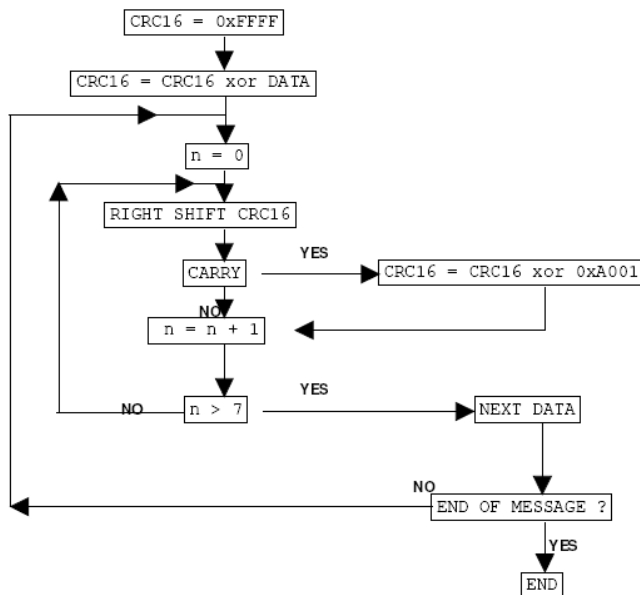 CRC16 = 0xFFFF
CRC16 = CRC16 xor DATA
n = 0
RIGHT SHIFT CRC16
YES
CARRY
CRC16 = CRC16 xor 0xA001
NO
n = n + 1
YES
NO
n > 7
NEXT DATA
NO
END OF MESSAGE ?
YES
END